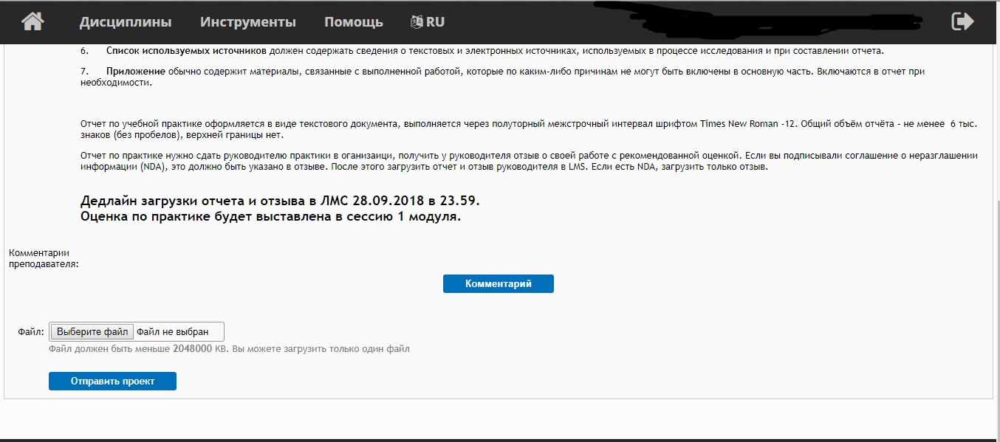 Дисциплины Инструменты Помощь RU
6. Список используемых источников должен содержать сведения о текстовых и электронных источниках, используемых в процессе исследования и при составлении отчета.
7. Приложение обычно содержит материалы, связанные с выполненной работой, которые по каким-либо причинам не могут быть включены в основную часть. Включаются в отчет при
необходимости.
Отчет по учебной практике оформляется в виде текстового документа, выполняется через полуторный межстрочный интервал шрифтом Times New Roman -12. Общий объём отчёта - не менее 6 тыс.
знаков (без пробелов), верхней границы нет.
Отчет по практике нужно сдать руководителю практики в оганизаици, получить у руководителя отзыв о своей работе с рекомендованной оценкой. Если вы подписывали соглашение о неразглашении
информации (NDA), это должно быть указано в отзыве. После этого загрузить отчет и отзыв руководителя в LMS. Если есть NDA, загрузить только отзыв.
Дедлайн загрузки отчета и отзыва в ЛМС 28.09.2018 в 23.59.
Оценка по практике будет выставлена в сессию 1 модуля.
Комментарии
преподавателя:
Комментарий
Файл: Выберите файл Файл не выбран
Файл должен быть меньше 2048000 KB. Вы можете загрузить только один файл
Отправить проект